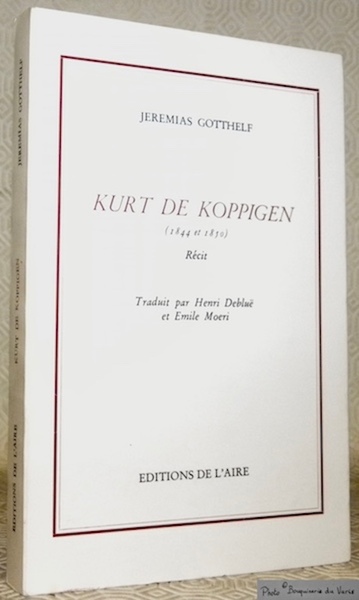 JEREMIAS GOTTHELF
KURT DE KOPPIGEN
(1844 et 1850)
Récit
Traduit par Henri Debluë
et Emile Moeri
EDITIONS DE L'AIRE
JEREMIAS GOTTHELF
KURT DE KOPPIGEN
EDITIONS DE L'AIRE
Photo © Bouquinerie du Varis